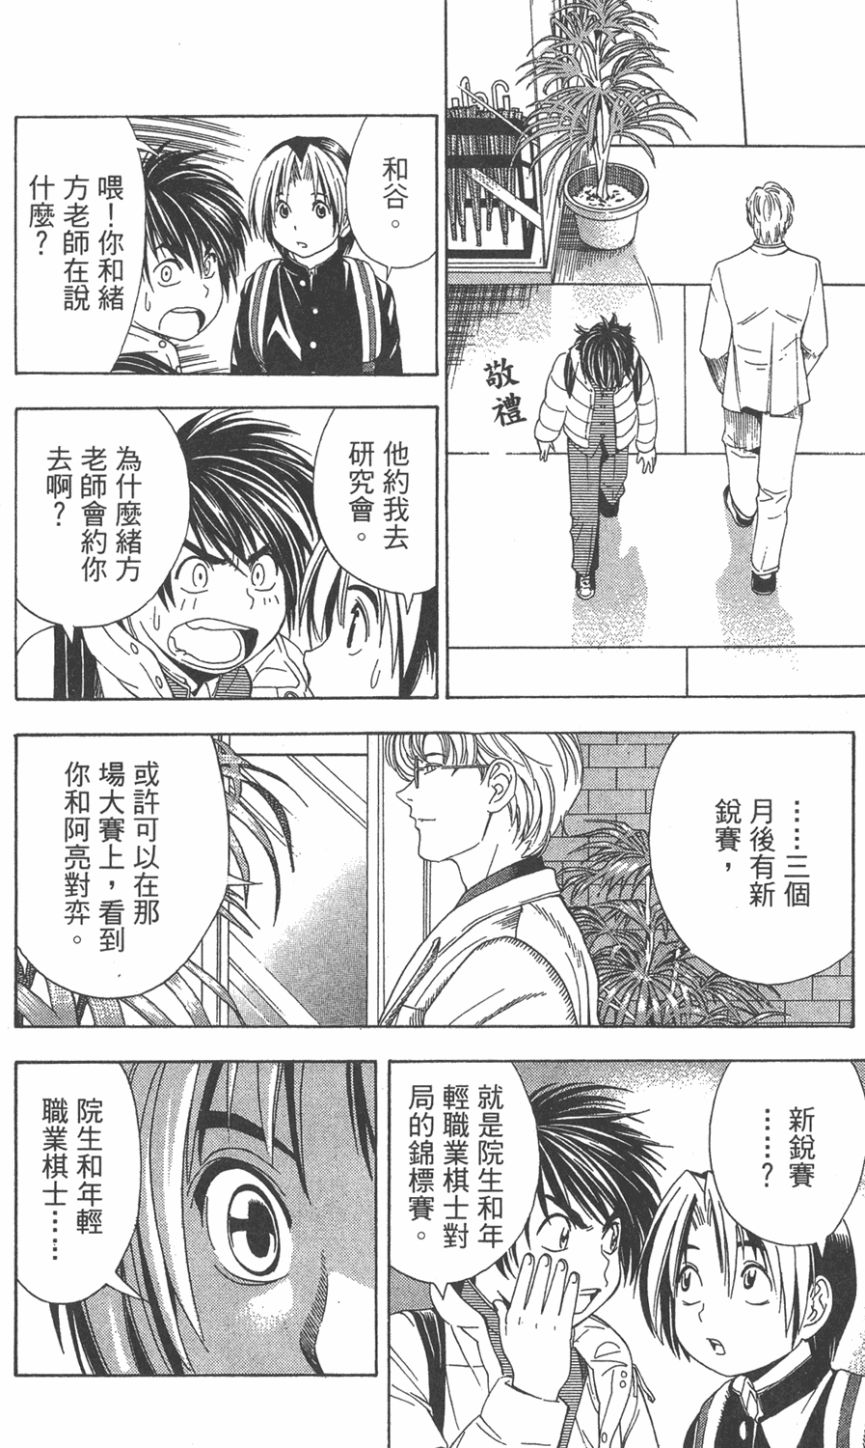 敬禮
和谷。
喂！你和緒
方老師在說
什麼？
他約我去
研究會。
為什麼緒方
老師會約你
去啊？
……三個
月後有新
銳賽，
或許可以在那
場大賽上，看到
你和阿亮對弈。
新銳賽
……？
就是院生和年
輕職業棋士對
局的錦標賽。
院生和年輕
職業棋士……